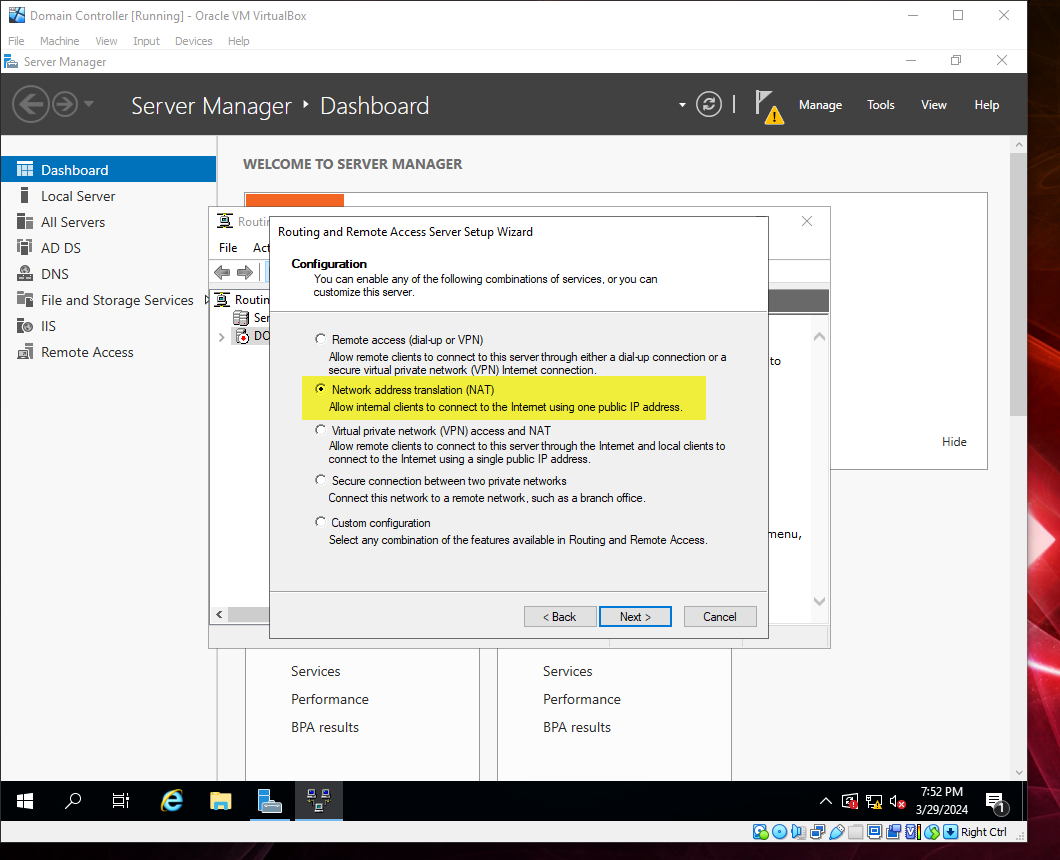 Domain Controller [Running] - Oracle VM VirtualBox
File Machine View Input Devices Help
Server Manager
Server Manager Dashboard
Manage Tools View Help
WELCOME TO SERVER MANAGER
Dashboard
Local Server
All Servers
AD DS
DNS
File and Storage Services
IIS
Remote Access
Routin
File Act
Routin
Ser
DO
to
menu,
Hide
Routing and Remote Access Server Setup Wizard
Configuration
You can enable any of the following combinations of services, or you can
customize this server.
Remote access (dial-up or VPN)
Allow remote clients to connect to this server through either a dial-up connection or a
secure virtual private network (VPN) Internet connection.
Network address translation (NAT)
Allow internal clients to connect to the Internet using one public IP address.
Virtual private network (VPN) access and NAT
Allow remote clients to connect to this server through the Internet and local clients to
connect to the Internet using a single public IP address.
Secure connection between two private networks
Connect this network to a remote network, such as a branch office.
Custom configuration
Select any combination of the features available in Routing and Remote Access.
< Back Next > Cancel
Services Services
Performance Performance
BPA results BPA results
7:52 PM
3/29/2024
1
Right Ctrl